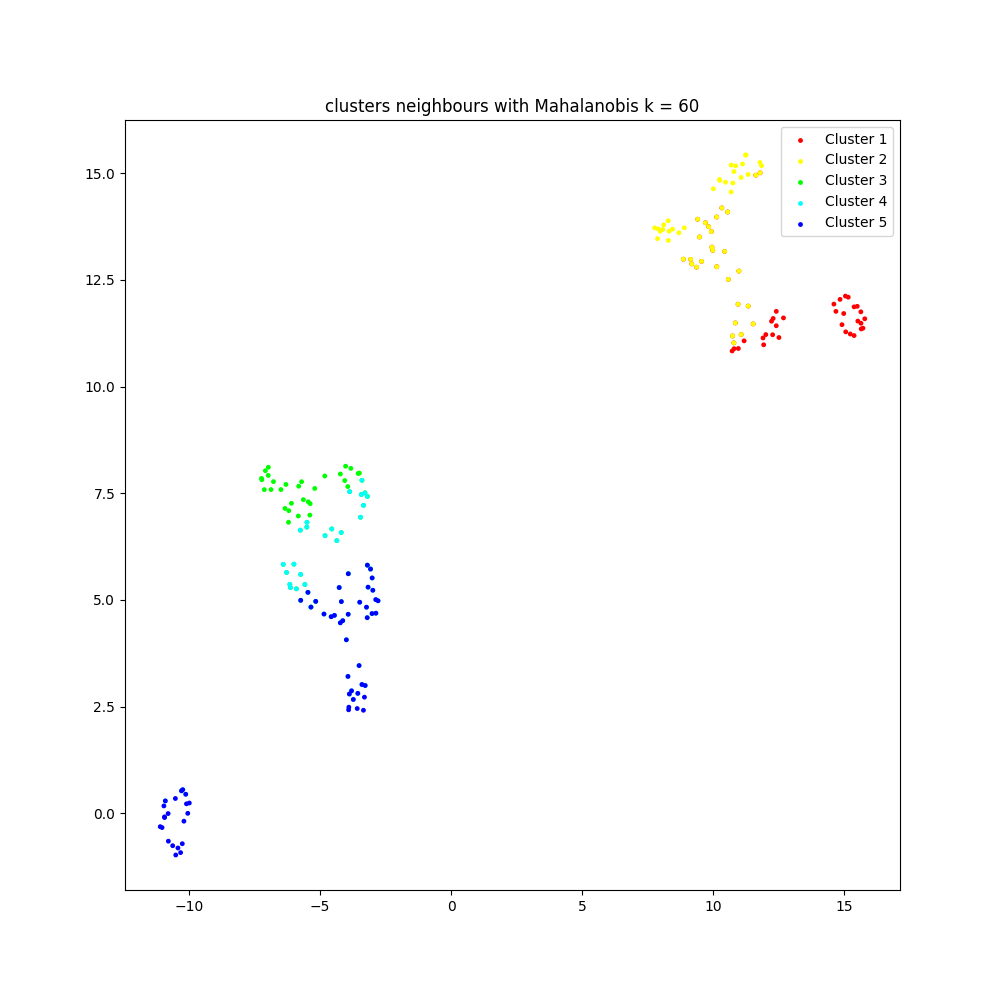 clusters neighbours with Mahalanobis k = 60
Cluster 1
Cluster 2
Cluster 3
Cluster 4
Cluster 5
15.0
12.5
10.0
7.5
5.0
2.5
0.0
−10 −5 0 5 10 15